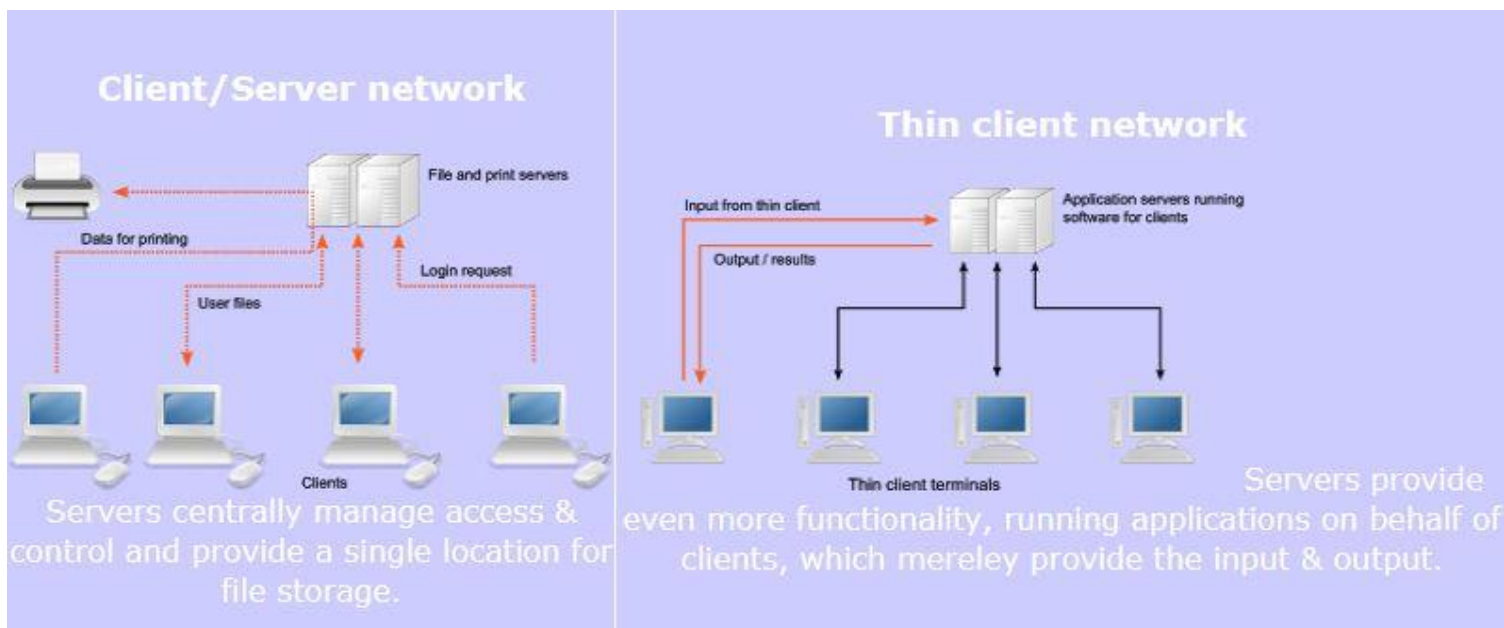 Client/Server network
File and print servers
Data for printing
Login request
User files
Clients
Servers centrally manage access &
control and provide a single location for
file storage.
Thin client network
Input from thin client
Application servers running
software for clients
Output / results
Thin client terminals
Servers provide
even more functionality, running applications on behalf of
clients, which mereley provide the input & output.